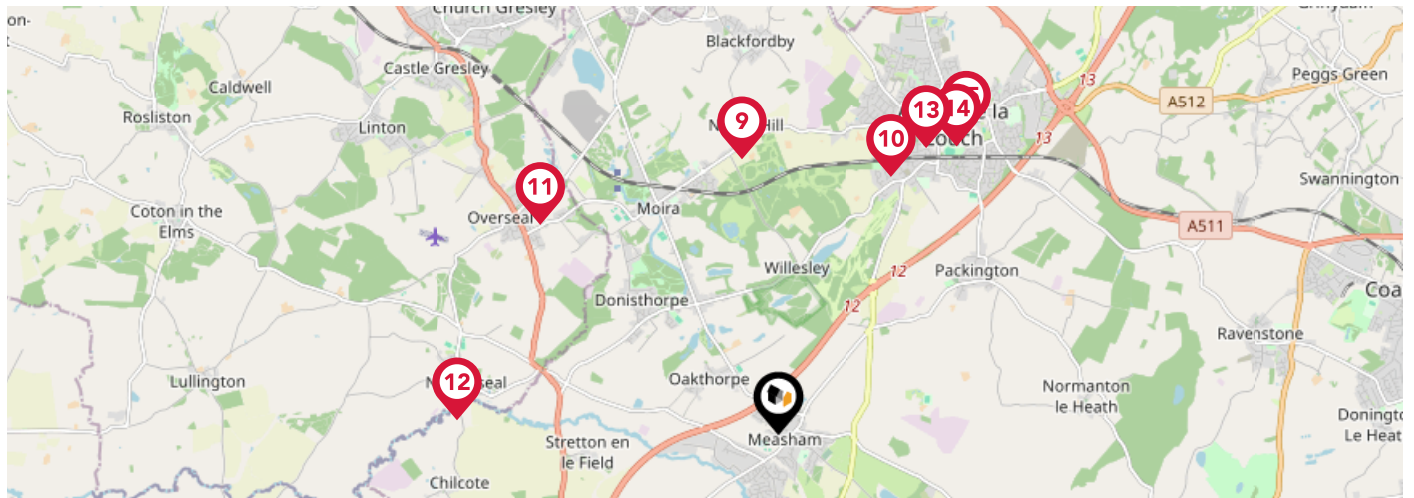 Church Gresley
on-
Blackfordby
Castle Gresley
13
Peggs Green
Caldwell
A512
Rosliston
Linton
9
13
14
10
13
11
Swannington
Coton in the
Elms
Overseal
Moira
A511
Willesley
12
Packington
Donisthorpe
12
Coa
Ravenstone
Lullington
12
Oakthorpe
Normanton
le Heath
Measham
Stretton en
le Field
Doningto
Le Heat
Chilcote